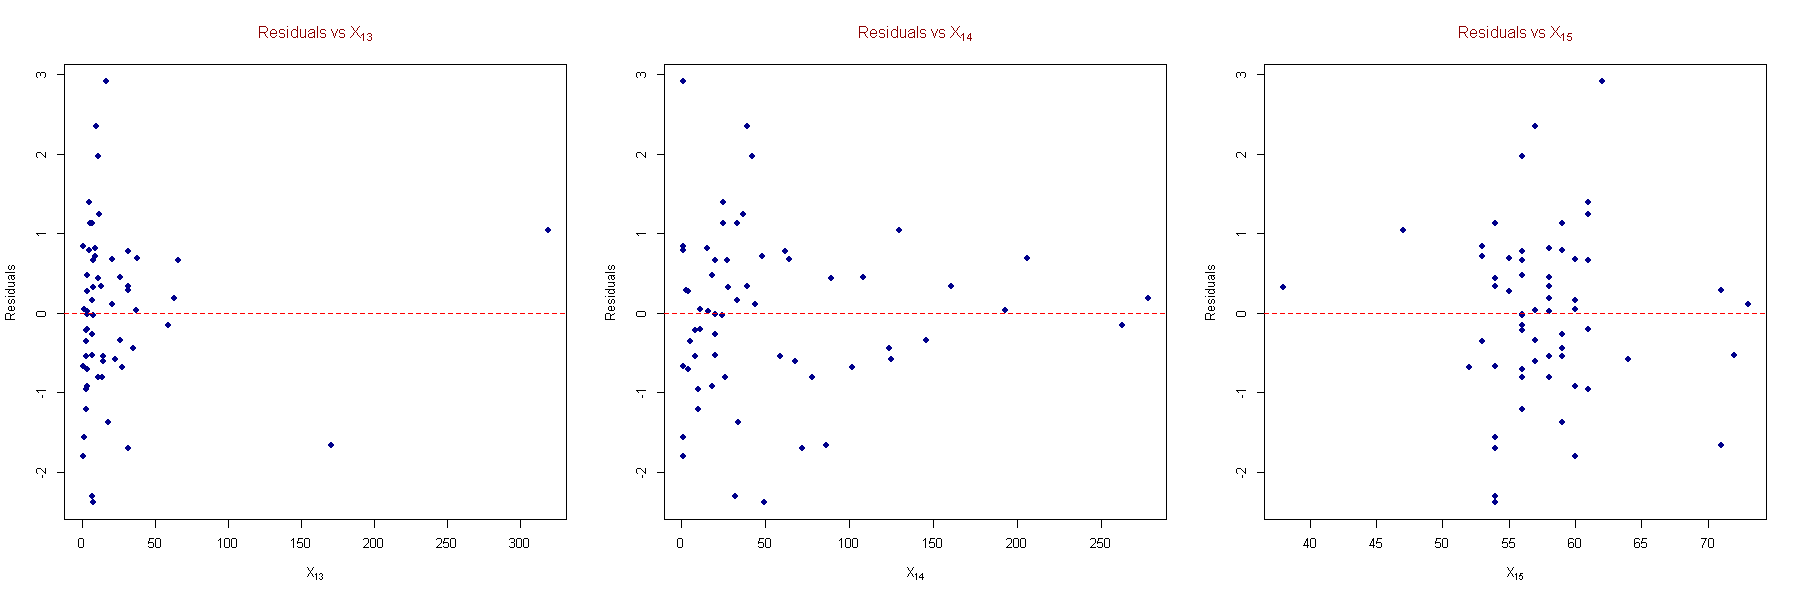 Residuals vs X13
Residuals
3
2
1
0
-1
-2
0 50 100 150 200 250 300
X13
Residuals vs X14
Residuals
3
2
1
0
-1
-2
0 50 100 150 200 250
X14
Residuals vs X15
Residuals
3
2
1
0
-1
-2
40 45 50 55 60 65 70
X15